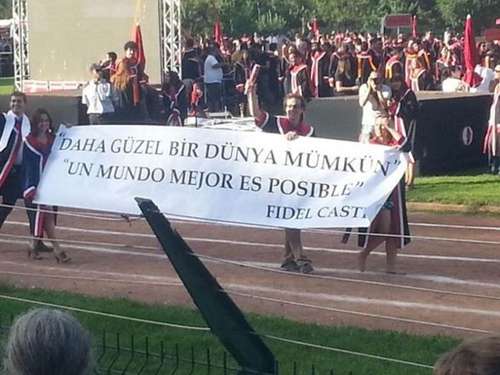 "DAHA GÜZEL BİR DÜNYA MÜMKÜN"
"UN MUNDO MEJOR ES POSIBLE"
FIDEL CAST